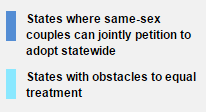 States where same-sex
couples can jointly petition to
adopt statewide
States with obstacles to equal
treatment